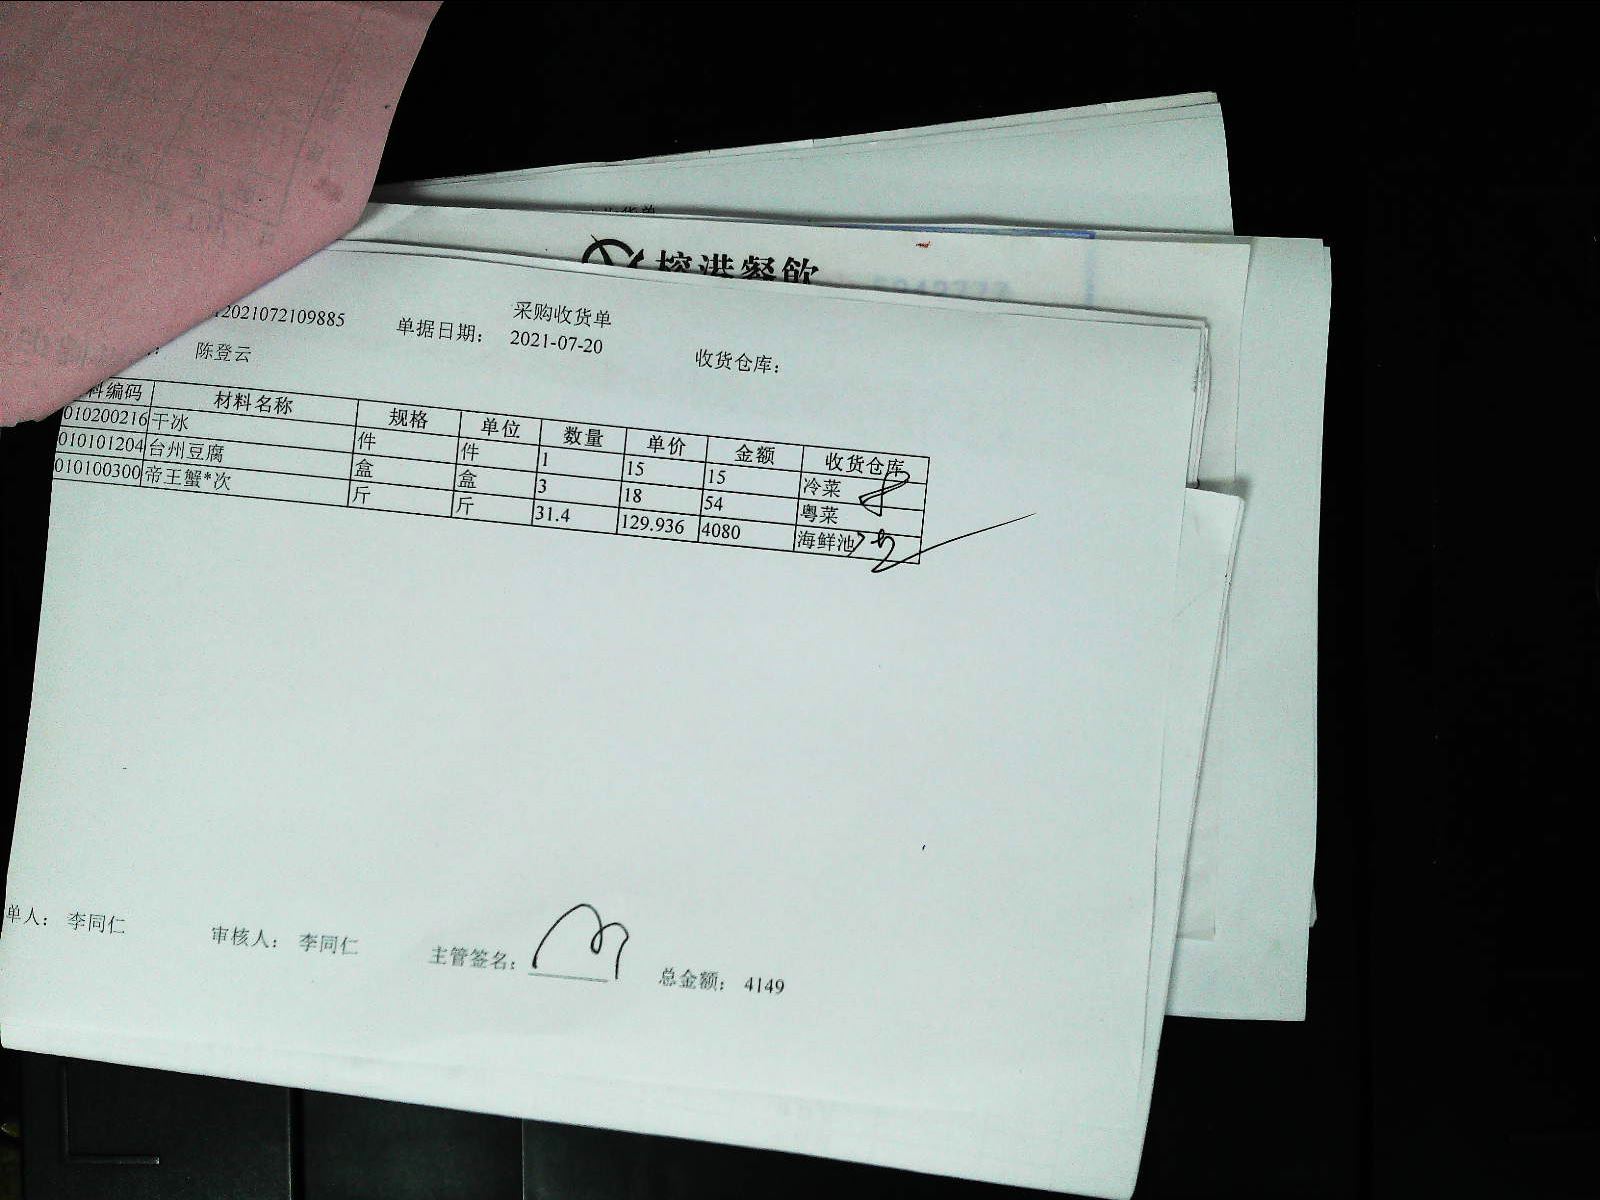 榕港餐飲
采购收货单
2021072109885 单据日期： 2021-07-20 收货仓库：
陈登云
料编码 材料名称 规格 单位 数量 单价 金额 收货仓库
010200216 干冰 件 件 1 15 15 冷菜
010101204 台州豆腐 盒 盒 3 18 54 粤菜
010100300 帝王蟹*次 斤 斤 31.4 129.936 4080 海鲜池
单人： 李同仁 审核人： 李同仁 主管签名： 总金额： 4149